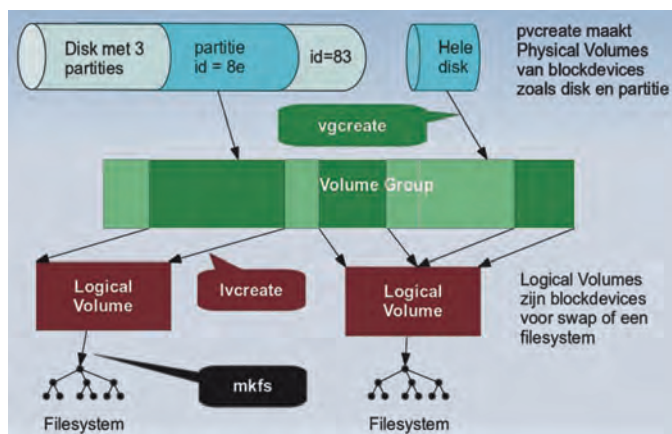 Disk met 3
partities
partitie
id = 8e
id=83
Hele
disk
pvcreate maakt
Physical Volumes
van blockdevices
zoals disk en partitie
vgcreate
Volume Group
Logical
Volume
lvcreate
Logical
Volume
Logical Volumes
zijn blockdevices
voor swap of een
filesystem
mkfs
Filesystem
Filesystem